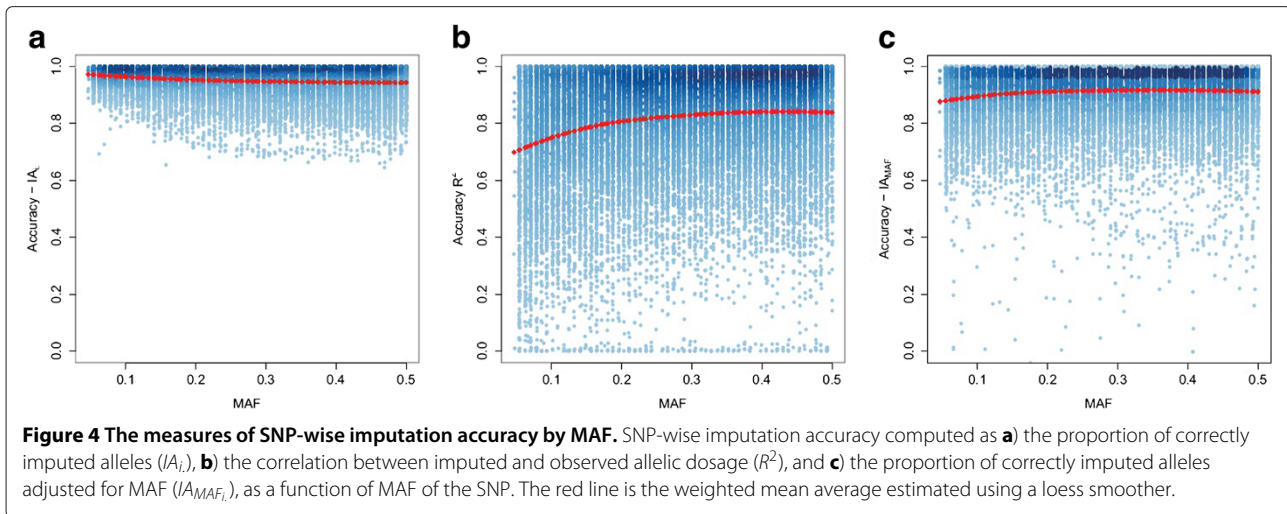 a
b
c
Accuracy − IA.
0.0 0.2 0.4 0.6 0.8 1.0
0.1 0.2 0.3 0.4 0.5
MAF
Accuracy R²
0.0 0.2 0.4 0.6 0.8 1.0
0.1 0.2 0.3 0.4 0.5
MAF
Accuracy − IA_MAF
0.0 0.2 0.4 0.6 0.8 1.0
0.1 0.2 0.3 0.4 0.5
MAF
Figure 4 The measures of SNP-wise imputation accuracy by MAF. SNP-wise imputation accuracy computed as a) the proportion of correctly
imputed alleles (IA_i.), b) the correlation between imputed and observed allelic dosage (R²), and c) the proportion of correctly imputed alleles
adjusted for MAF (IA_MAF_i.), as a function of MAF of the SNP. The red line is the weighted mean average estimated using a loess smoother.